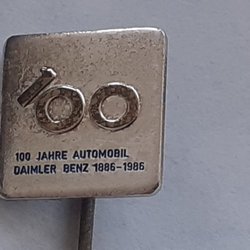 100
100 JAHRE AUTOMOBIL
DAIMLER BENZ 1886-1986